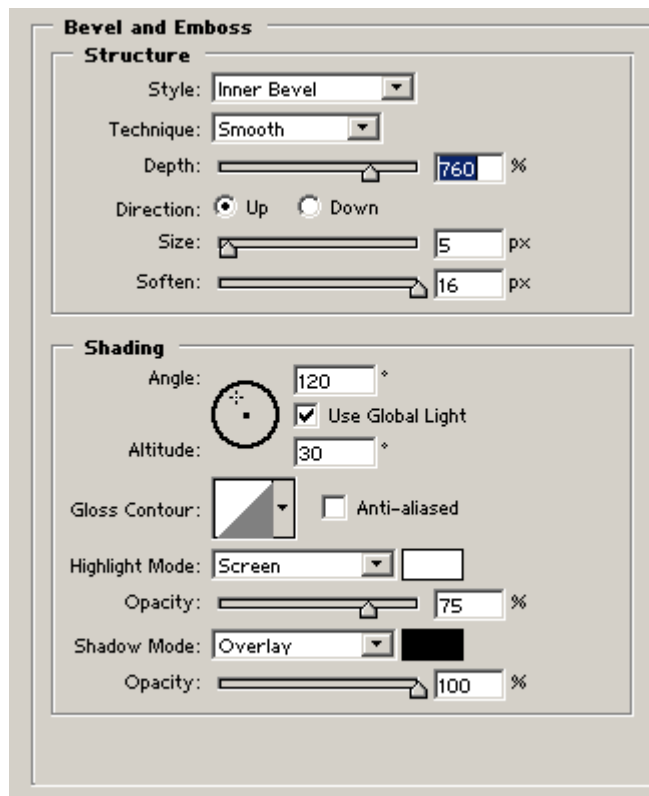 Bevel and Emboss
Structure
Style: Inner Bevel
Technique: Smooth
Depth: 760 %
Direction: Up Down
Size: 5 px
Soften: 16 px
Shading
Angle: 120 °
Use Global Light
Altitude: 30 °
Gloss Contour: Anti-aliased
Highlight Mode: Screen
Opacity: 75 %
Shadow Mode: Overlay
Opacity: 100 %